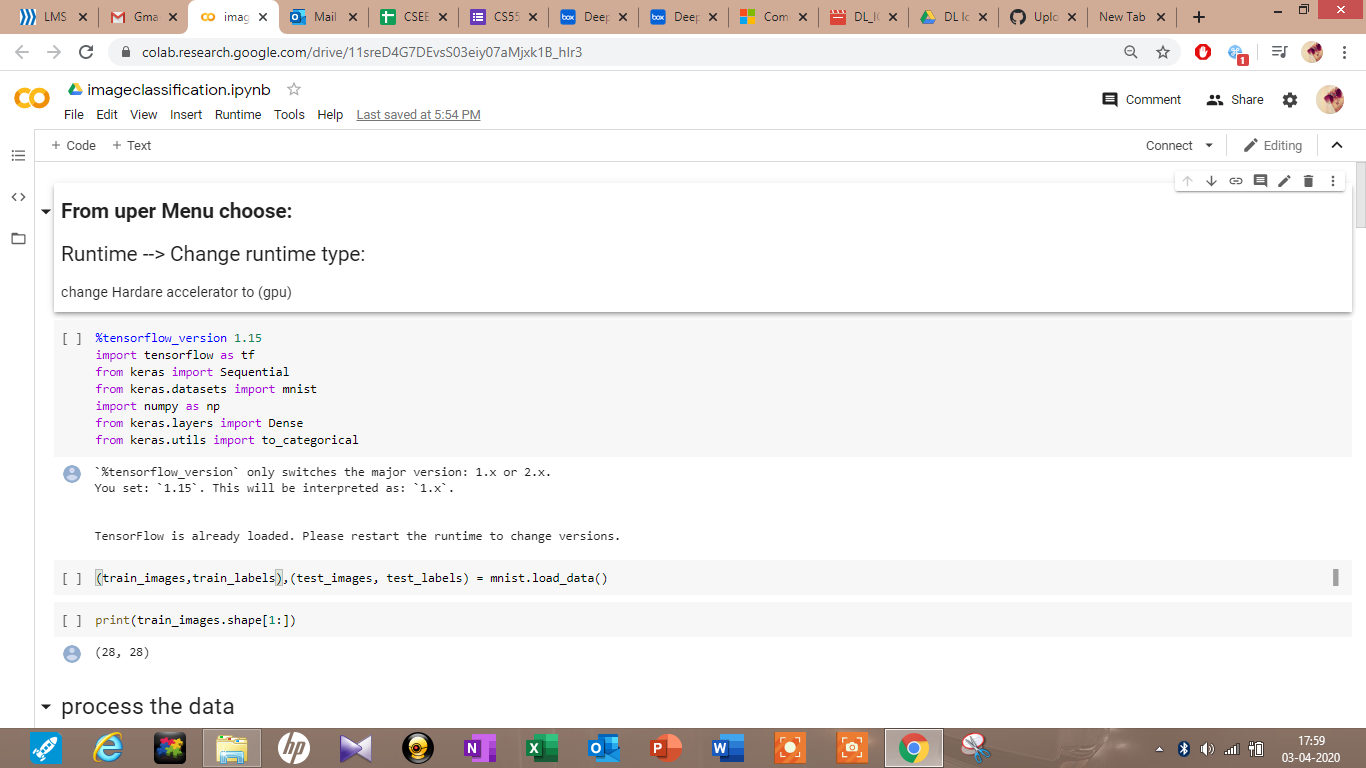 LMS
Gma
imag
Mail
CSEE
CS55
box Deep
box Deep
Com
DL_IC
DL Ic
Uplo
New Tab
colab.research.google.com/drive/11sreD4G7DEvsS03eiy07aMjxk1B_hlr3
1
CO
imageclassification.ipynb
File Edit View Insert Runtime Tools Help Last saved at 5:54 PM
Comment Share
+ Code + Text
Connect Editing
From uper Menu choose:
Runtime --> Change runtime type:
change Hardare accelerator to (gpu)
[ ] %tensorflow_version 1.15
import tensorflow as tf
from keras import Sequential
from keras.datasets import mnist
import numpy as np
from keras.layers import Dense
from keras.utils import to_categorical
`%tensorflow_version` only switches the major version: 1.x or 2.x.
You set: `1.15`. This will be interpreted as: `1.x`.
TensorFlow is already loaded. Please restart the runtime to change versions.
[ ] (train_images,train_labels),(test_images, test_labels) = mnist.load_data()
[ ] print(train_images.shape[1:])
(28, 28)
process the data
hp
N
X
O
P
W
17:59
03-04-2020